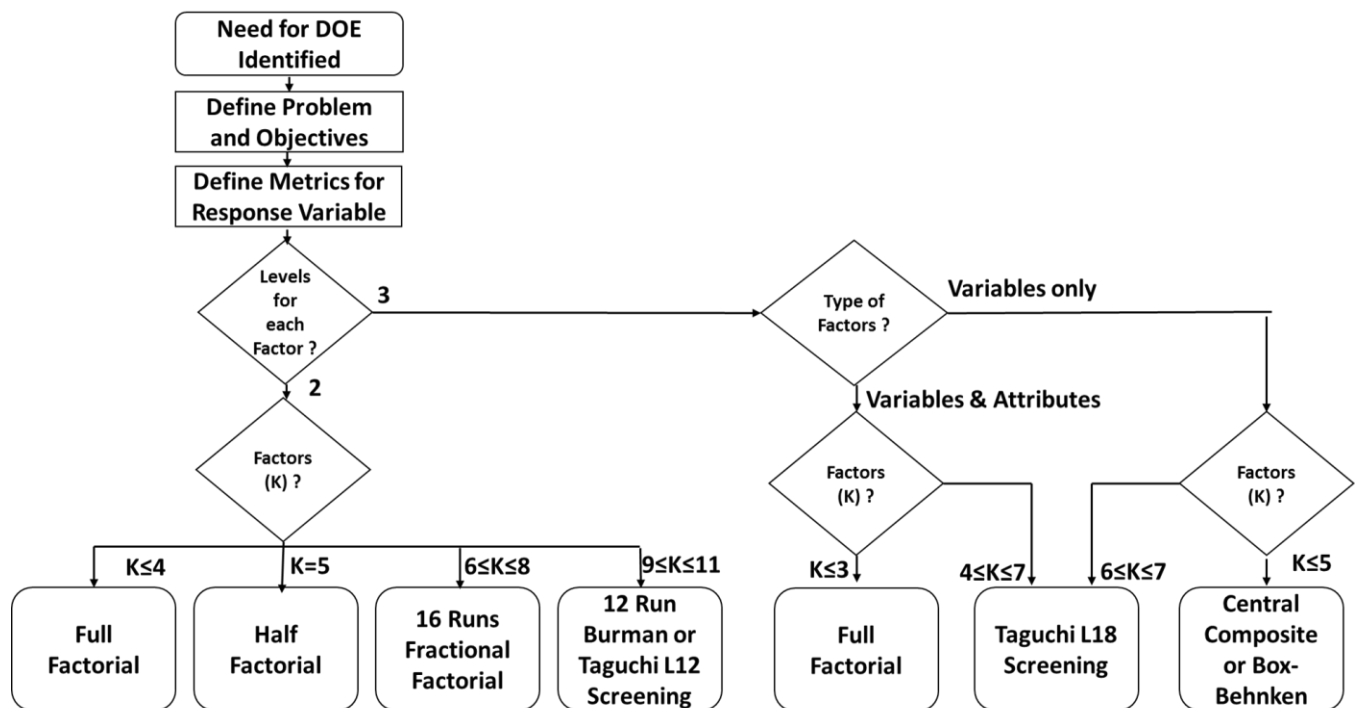 Need for DOE
Identified
Define Problem
and Objectives
Define Metrics for
Response Variable
Levels
for
each
Factor ?
3
2
Type of
Factors ?
Variables only
Variables & Attributes
Factors
(K) ?
Factors
(K) ?
Factors
(K) ?
K≤4
K=5
6≤K≤8
9≤K≤11
K≤3
4≤K≤7
6≤K≤7
K≤5
Full
Factorial
Half
Factorial
16 Runs
Fractional
Factorial
12 Run
Burman or
Taguchi L12
Screening
Full
Factorial
Taguchi L18
Screening
Central
Composite
or Box-
Behnken